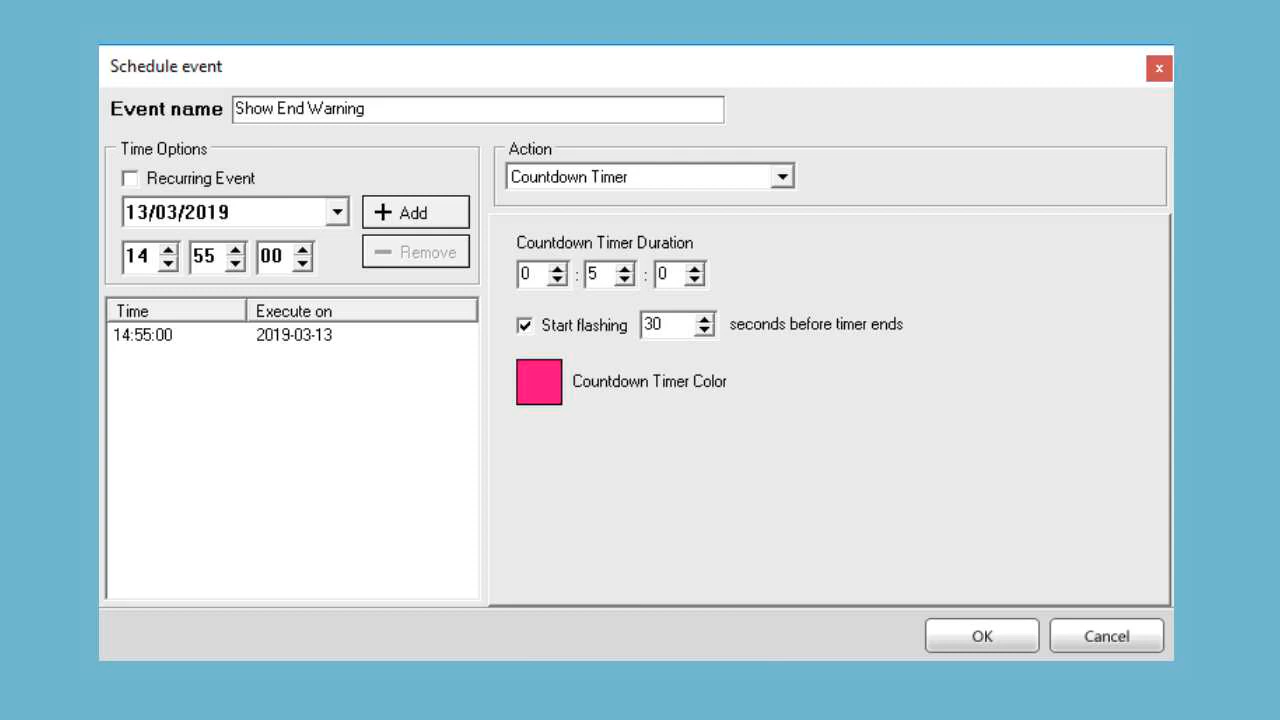 Schedule event
x
Event name Show End Warning
Time Options
Recurring Event
13/03/2019
+ Add
14 55 00
Remove
Time Execute on
14:55:00 2019-03-13
Action
Countdown Timer
Countdown Timer Duration
0 : 5 : 0
Start flashing 30 seconds before timer ends
Countdown Timer Color
OK Cancel